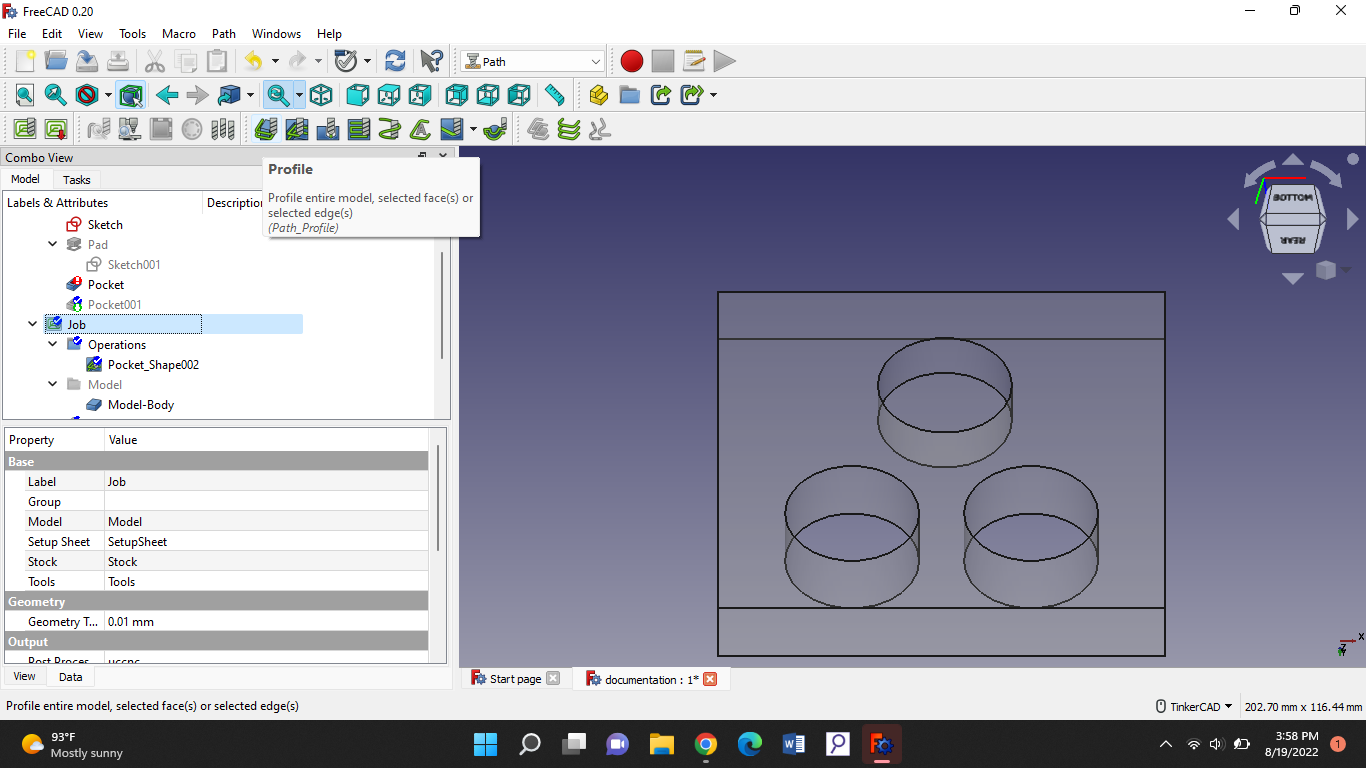 FreeCAD 0.20
File Edit View Tools Macro Path Windows Help
Path
Combo View
Model Tasks
Labels & Attributes Description
Profile
Profile entire model, selected face(s) or
selected edge(s)
(Path_Profile)
Sketch
Pad
Sketch001
Pocket
Pocket001
Job
Operations
Pocket_Shape002
Model
Model-Body
BOTTOM
REAR
Property Value
Base
Label Job
Group
Model Model
Setup Sheet SetupSheet
Stock Stock
Tools Tools
Geometry
Geometry T... 0.01 mm
Output
Post Proces uccnc
View Data
X
Z
Y
Start page documentation : 1*
Profile entire model, selected face(s) or selected edge(s)
TinkerCAD 202.70 mm x 116.44 mm
93°F
Mostly sunny
3:58 PM
8/19/2022
1